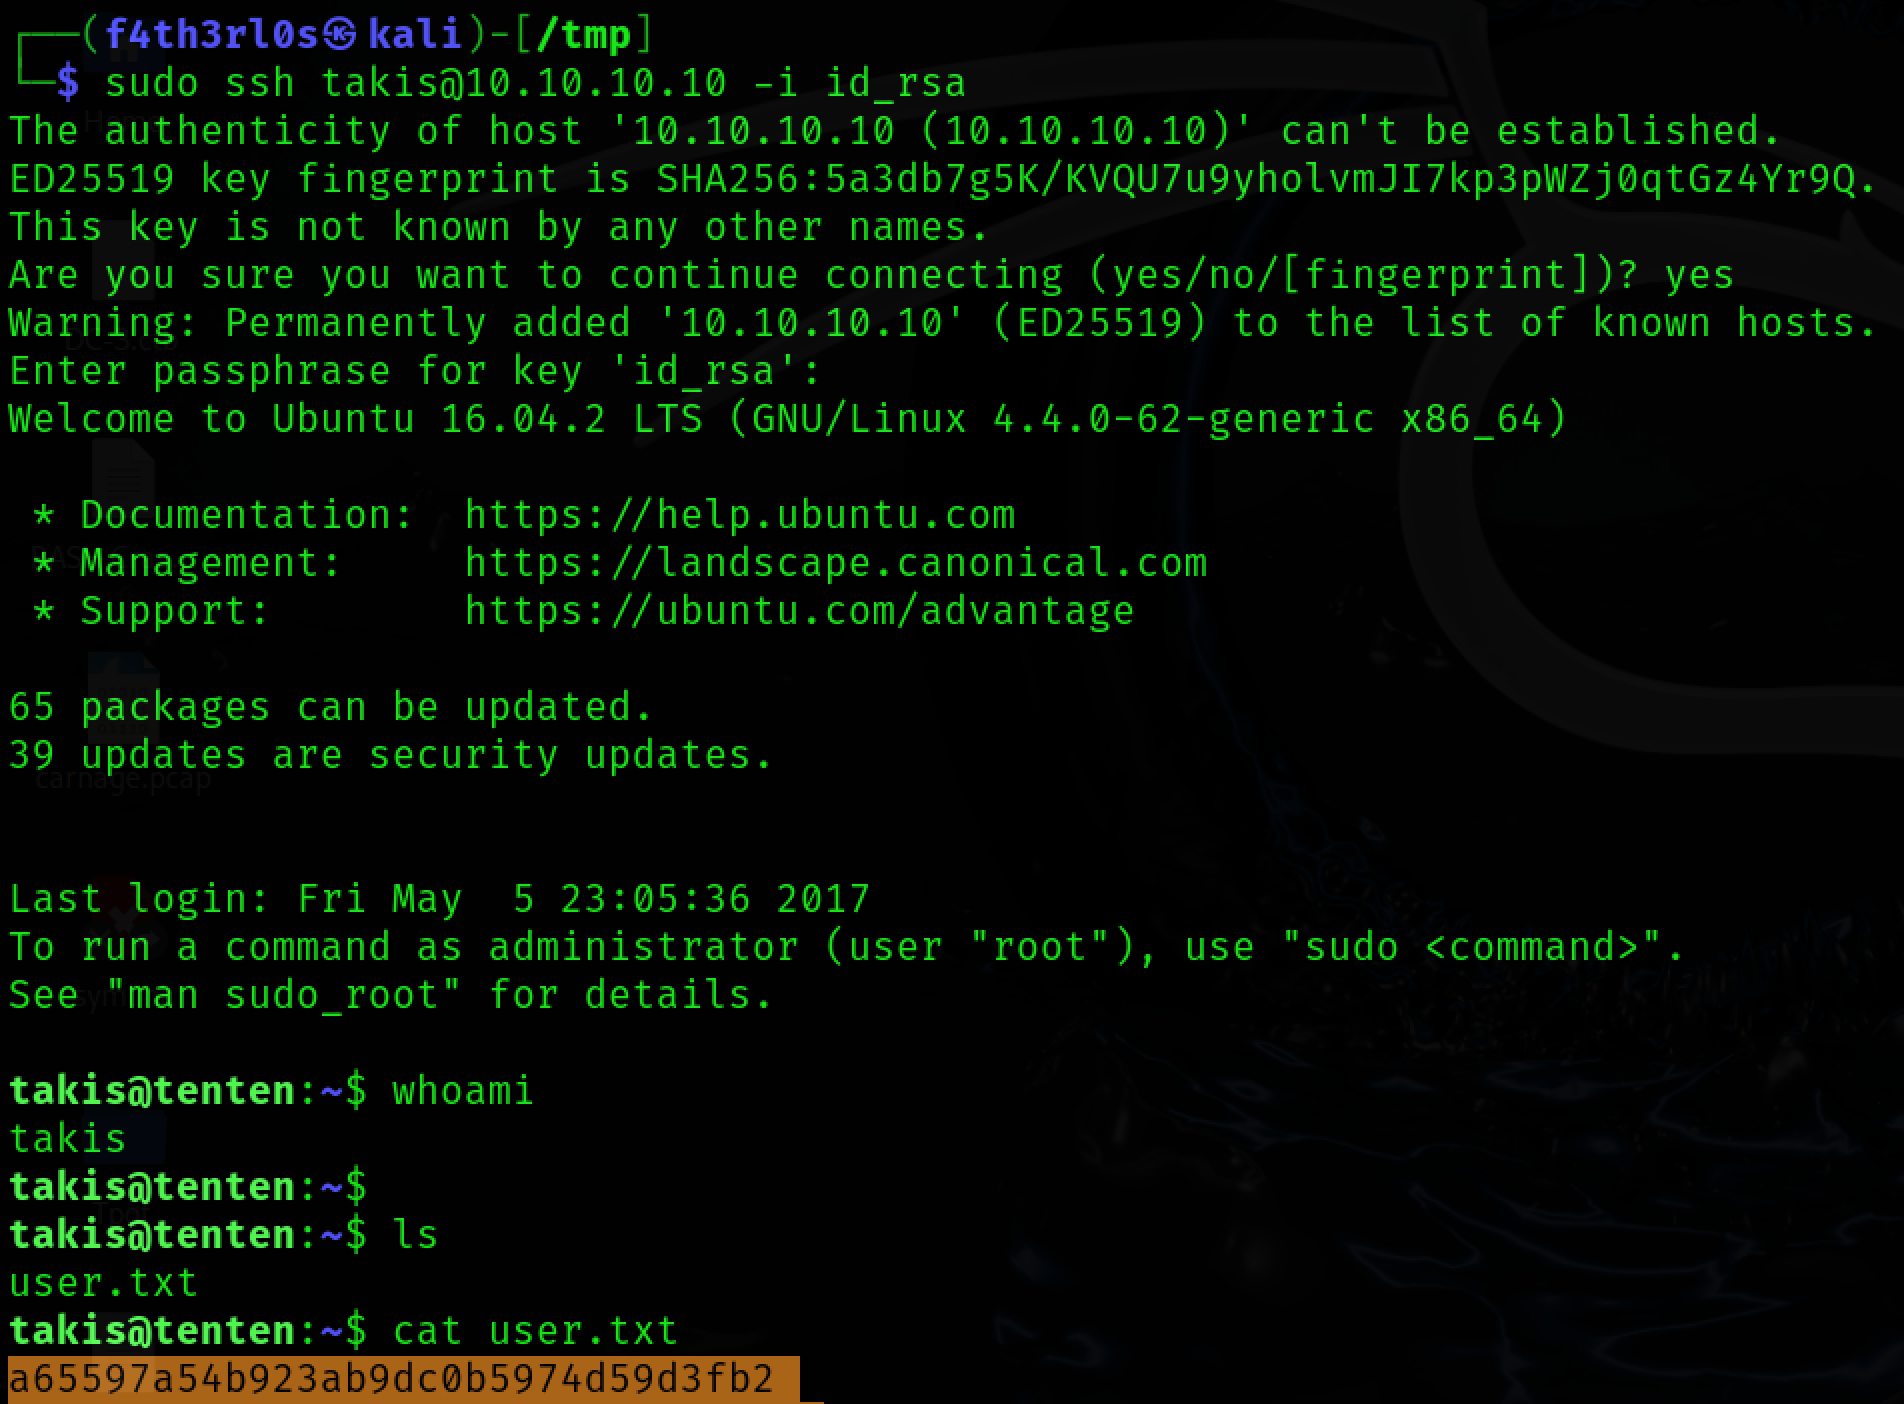 ┌──(f4th3rl0s㉿kali)-[/tmp]
└─$ sudo ssh takis@10.10.10.10 -i id_rsa
The authenticity of host '10.10.10.10 (10.10.10.10)' can't be established.
ED25519 key fingerprint is SHA256:5a3db7g5K/KVQU7u9yholvmJI7kp3pWZj0qtGz4Yr9Q.
This key is not known by any other names.
Are you sure you want to continue connecting (yes/no/[fingerprint])? yes
Warning: Permanently added '10.10.10.10' (ED25519) to the list of known hosts.
Enter passphrase for key 'id_rsa':
Welcome to Ubuntu 16.04.2 LTS (GNU/Linux 4.4.0-62-generic x86_64)
* Documentation:  https://help.ubuntu.com
* Management:     https://landscape.canonical.com
* Support:        https://ubuntu.com/advantage
65 packages can be updated.
39 updates are security updates.
carnage.pcap
Last login: Fri May  5 23:05:36 2017
To run a command as administrator (user "root"), use "sudo <command>".
See "man sudo_root" for details.
takis@tenten:~$ whoami
takis
takis@tenten:~$
takis@tenten:~$ ls
user.txt
takis@tenten:~$ cat user.txt
a65597a54b923ab9dc0b5974d59d3fb2